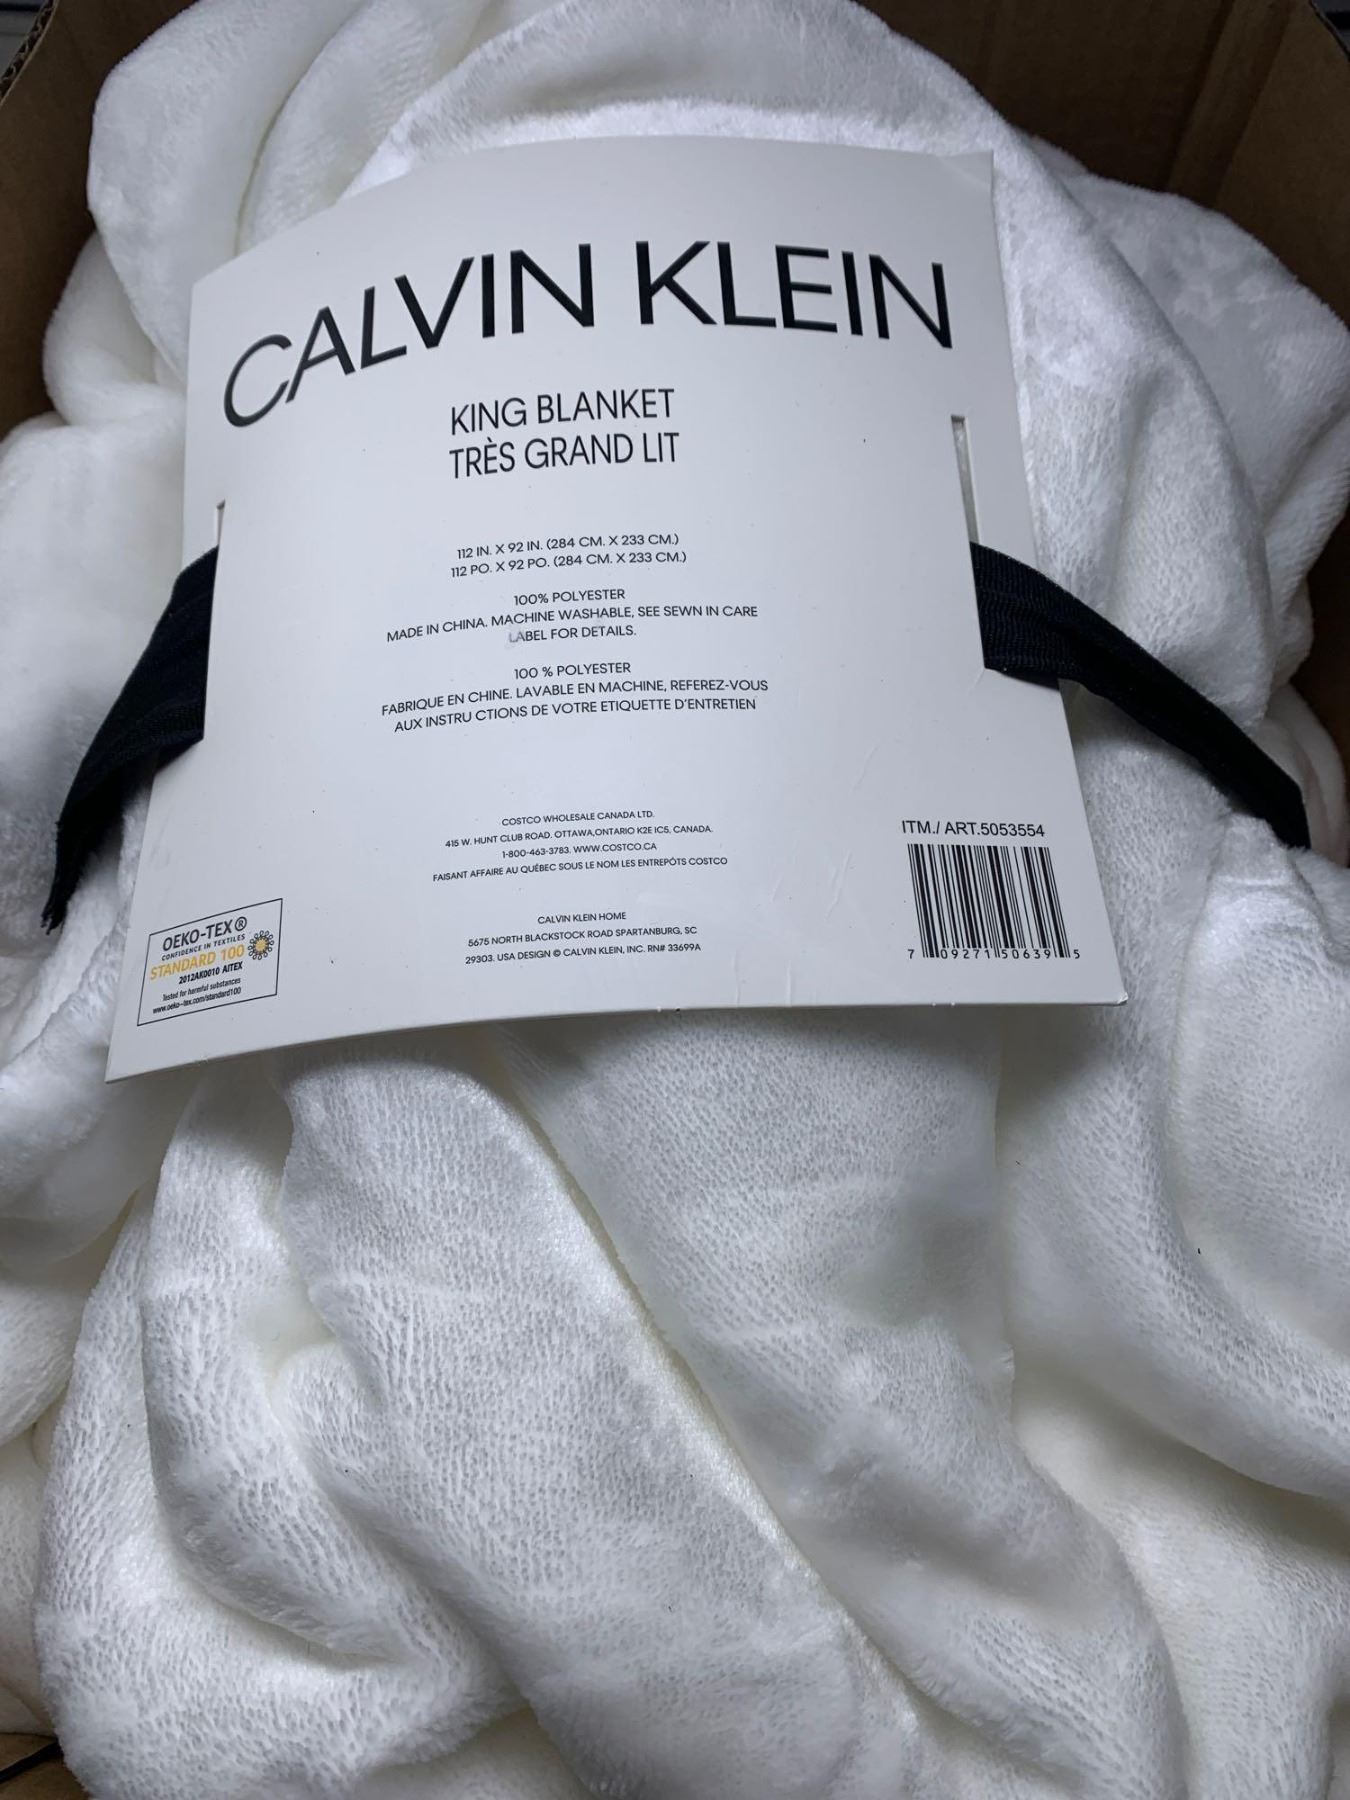 CALVIN KLEIN
KING BLANKET
TRÈS GRAND LIT
112 IN. X 92 IN. (284 CM. X 233 CM.)
112 PO. X 92 PO. (284 CM. X 233 CM.)
100% POLYESTER
MADE IN CHINA. MACHINE WASHABLE, SEE SEWN IN CARE
LABEL FOR DETAILS.
100 % POLYESTER
FABRIQUE EN CHINE. LAVABLE EN MACHINE, REFEREZ-VOUS
AUX INSTRU CTIONS DE VOTRE ETIQUETTE D'ENTRETIEN
COSTCO WHOLESALE CANADA LTD.
415 W. HUNT CLUB ROAD. OTTAWA,ONTARIO K2E IC5, CANADA.
1-800-463-3783. WWW.COSTCO.CA
FAISANT AFFAIRE AU QUÉBEC SOUS LE NOM LES ENTREPÔTS COSTCO
CALVIN KLEIN HOME
5675 NORTH BLACKSTOCK ROAD SPARTANBURG, SC
29303. USA DESIGN © CALVIN KLEIN, INC. RN# 33699A
ITM./ ART.5053554
7 09271 50639 5
OEKO-TEX®
CONFIDENCE IN TEXTILES
STANDARD 100
2012AK0010 AITEX
Tested for harmful substances
www.oeko-tex.com/standard100